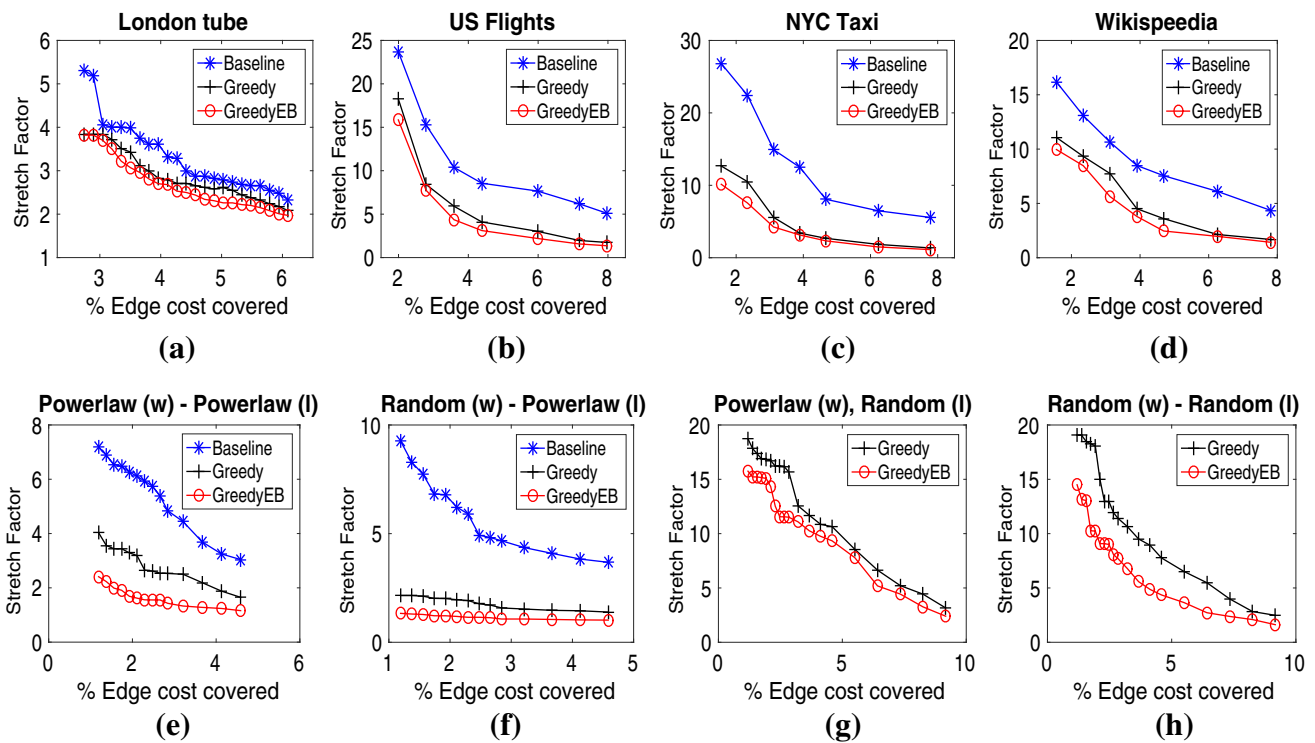 London tube
Stretch Factor
6
5
4
3
2
1
3 4 5 6
Baseline
Greedy
GreedyEB
% Edge cost covered
(a)
US Flights
Stretch Factor
25
20
15
10
5
0
2 4 6 8
Baseline
Greedy
GreedyEB
% Edge cost covered
(b)
NYC Taxi
Stretch Factor
30
20
10
0
2 4 6 8
Baseline
Greedy
GreedyEB
% Edge cost covered
(c)
Wikispeedia
Stretch Factor
20
15
10
5
0
2 4 6 8
Baseline
Greedy
GreedyEB
% Edge cost covered
(d)
Powerlaw (w) - Powerlaw (l)
Stretch Factor
8
6
4
2
0
0 2 4 6
Baseline
Greedy
GreedyEB
% Edge cost covered
(e)
Random (w) - Powerlaw (l)
Stretch Factor
10
5
0
1 2 3 4 5
Baseline
Greedy
GreedyEB
% Edge cost covered
(f)
Powerlaw (w), Random (l)
Stretch Factor
20
15
10
5
0
0 5 10
Greedy
GreedyEB
% Edge cost covered
(g)
Random (w) - Random (l)
Stretch Factor
20
15
10
5
0
0 5 10
Greedy
GreedyEB
% Edge cost covered
(h)